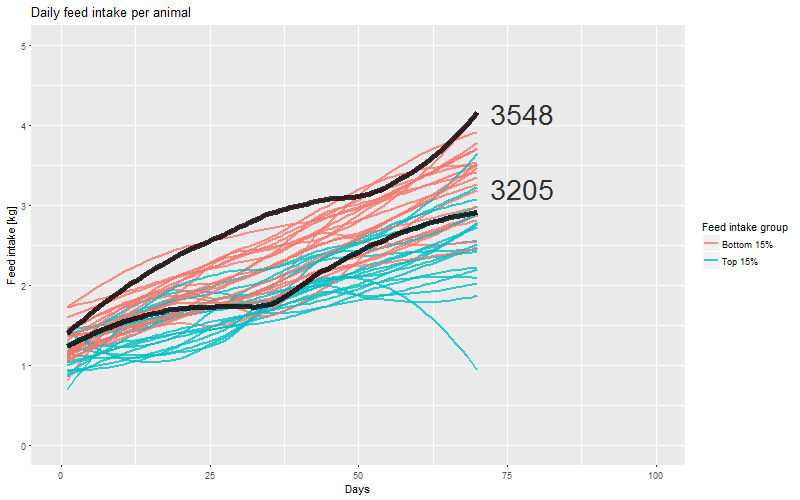 Daily feed intake per animal
Feed intake [kg]
5
4
3
2
1
0
3548
3205
0
25
50
75
100
Days
Feed intake group
Bottom 15%
Top 15%